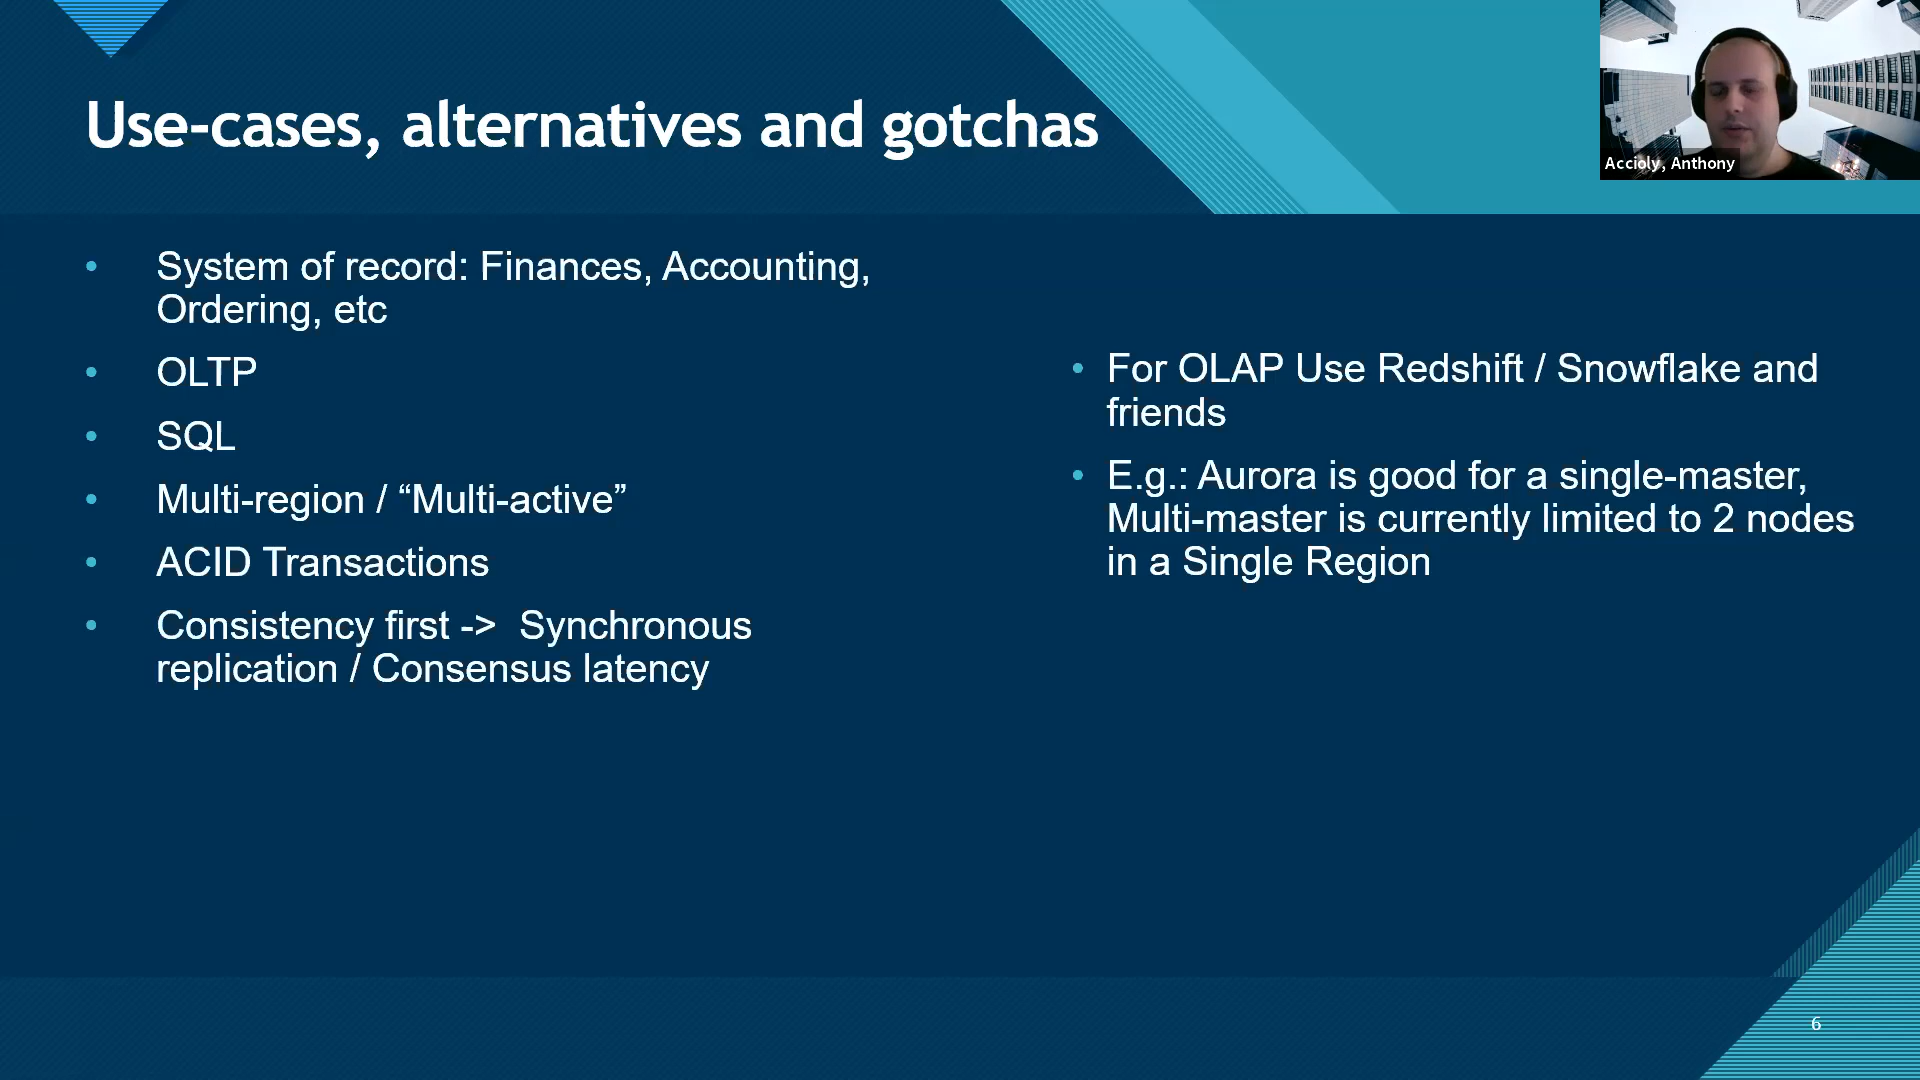 Use-cases, alternatives and gotchas
Accioly, Anthony
• System of record: Finances, Accounting,
Ordering, etc
• OLTP
• SQL
• Multi-region / “Multi-active”
• ACID Transactions
• Consistency first -> Synchronous
replication / Consensus latency
• For OLAP Use Redshift / Snowflake and
friends
• E.g.: Aurora is good for a single-master,
Multi-master is currently limited to 2 nodes
in a Single Region
6